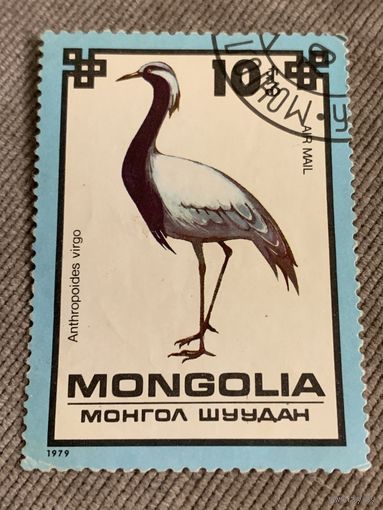 10
AIR MAIL
Anthropoides virgo
MONGOLIA
МОНГОЛ ШУУДАН
1979